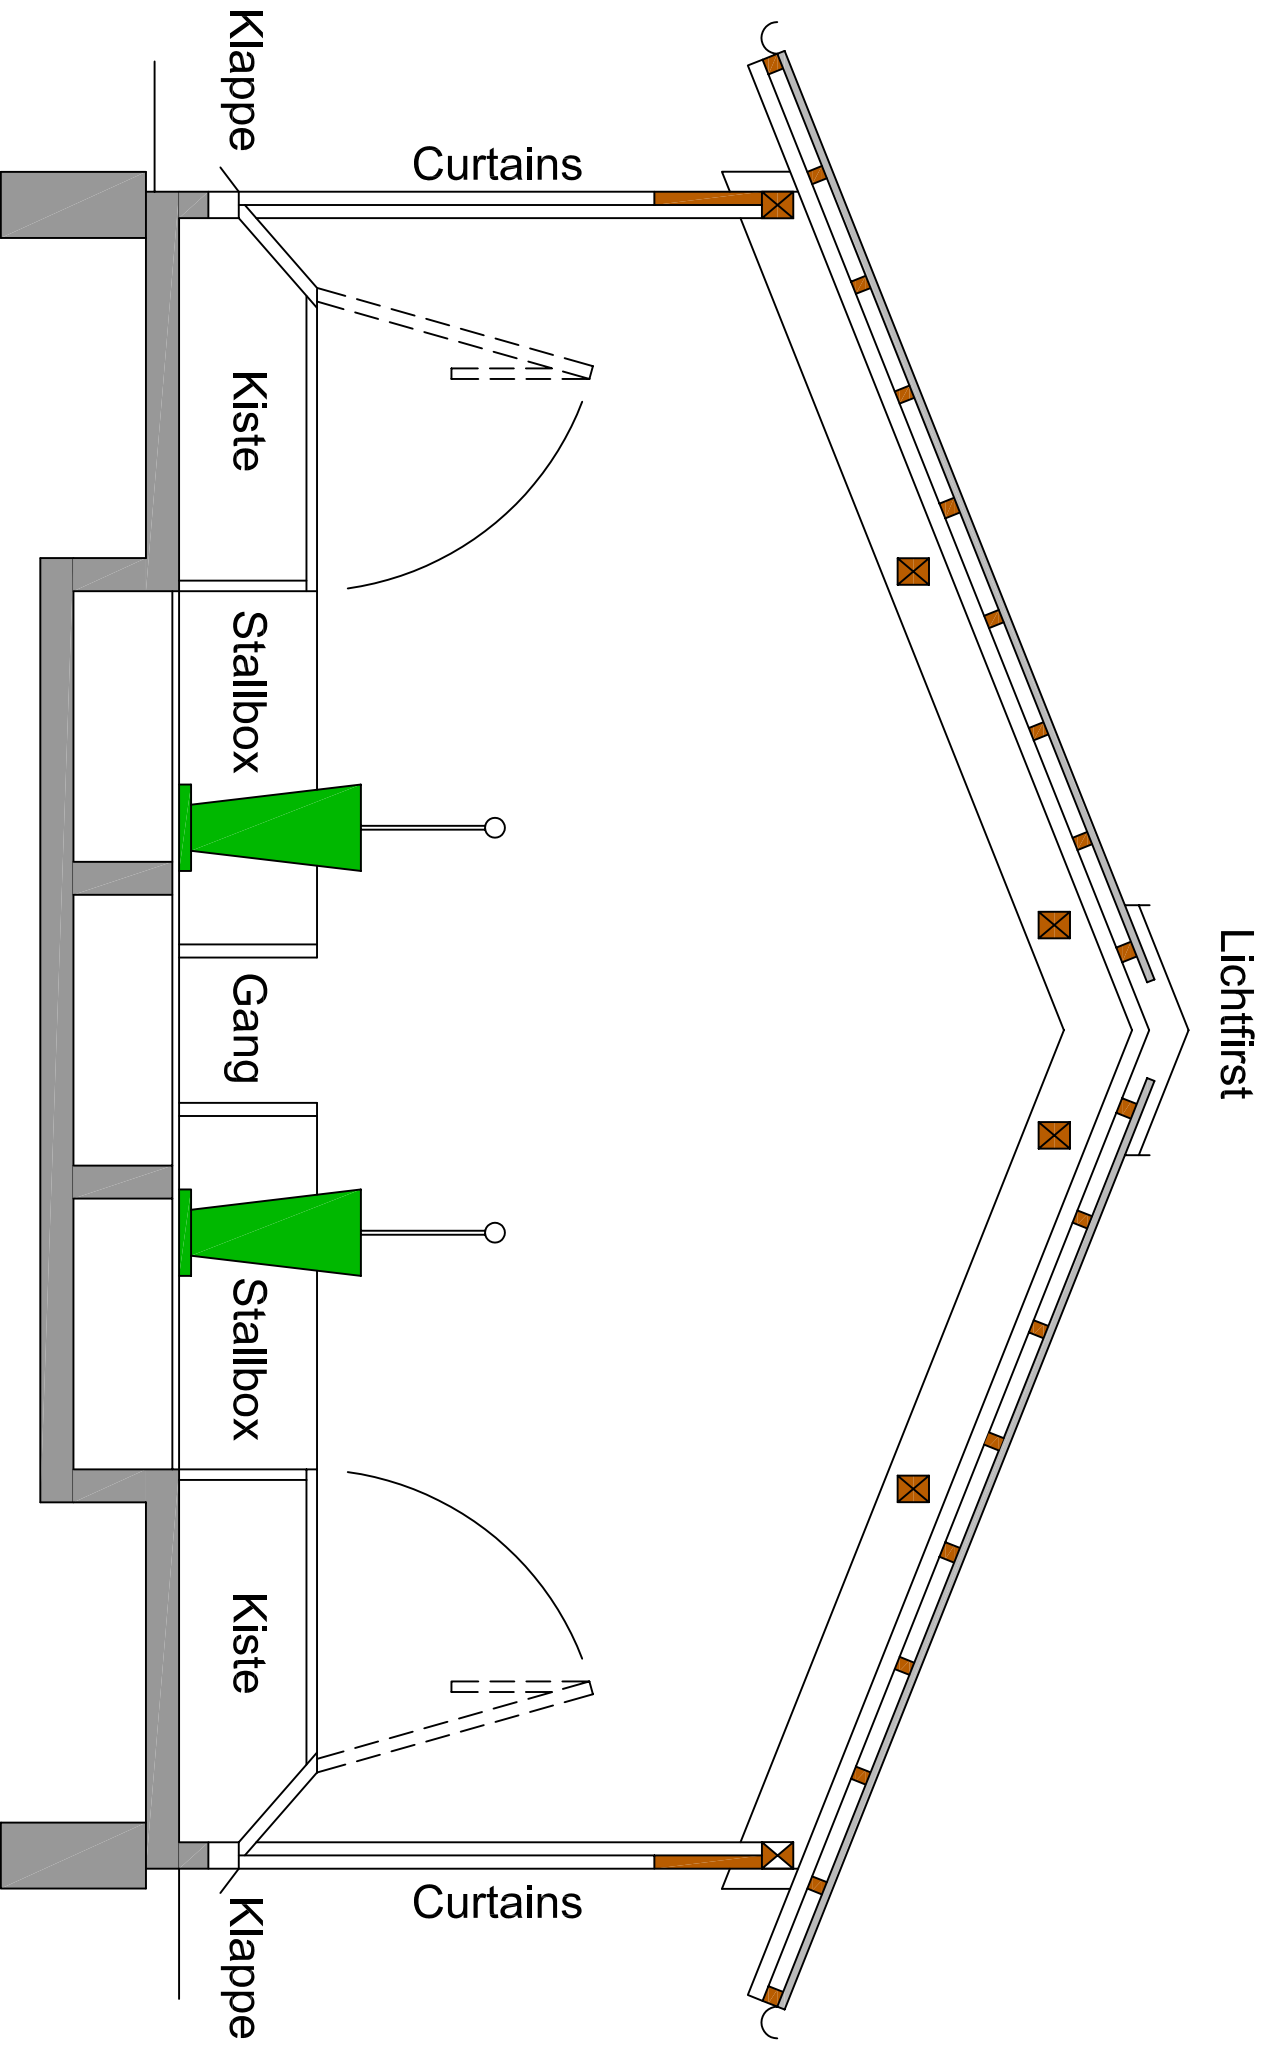 Lichtfirst
Curtains
Curtains
Klappe
Kiste
Stallbox
Gang
Stallbox
Kiste
Klappe